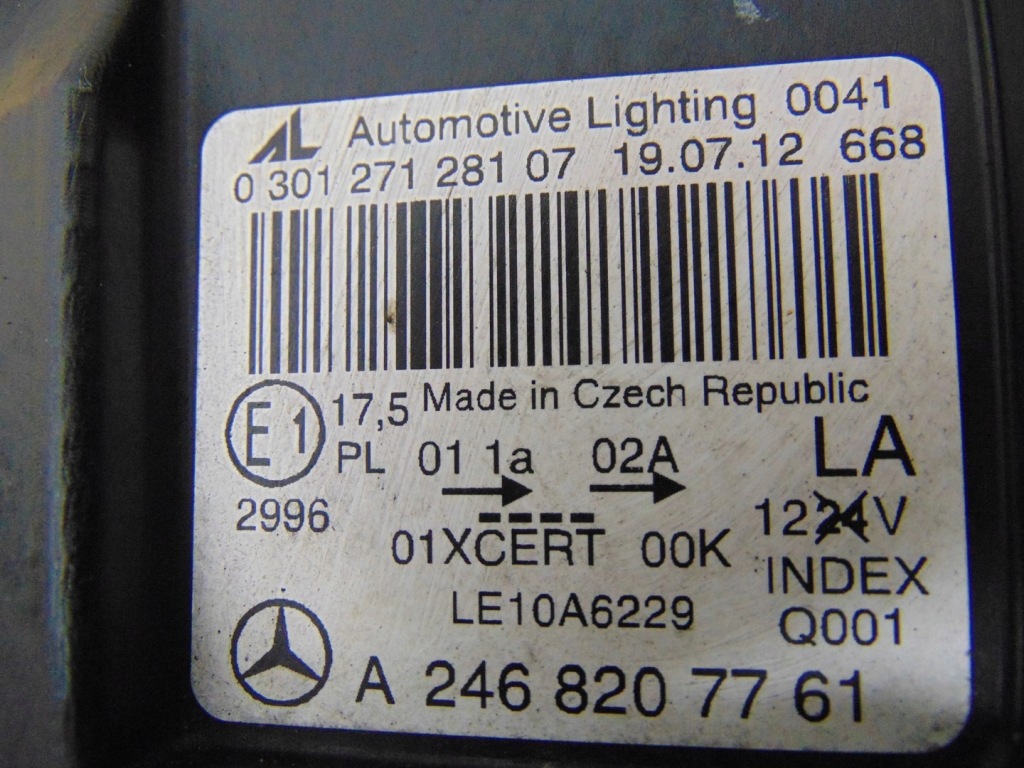 AL Automotive Lighting 0041
0 301 271 281 07 19.07.12 668
E1 17,5 Made in Czech Republic
PL 01 1a 02A LA
2996
12 24 V
01XCERT 00K
INDEX
LE10A6229
Q001
A 246 820 77 61